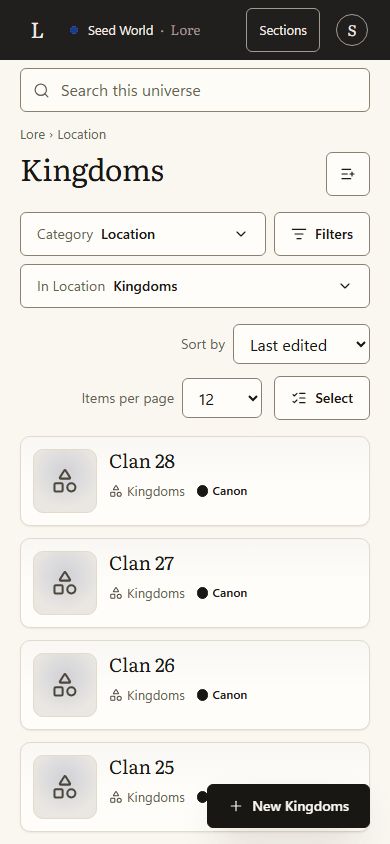 L Seed World · Lore Sections S
Search this universe
Lore › Location
Kingdoms
Category Location Filters
In Location Kingdoms
Sort by Last edited
Items per page 12 Select
Clan 28
Kingdoms Canon
Clan 27
Kingdoms Canon
Clan 26
Kingdoms Canon
Clan 25
Kingdoms
+ New Kingdoms